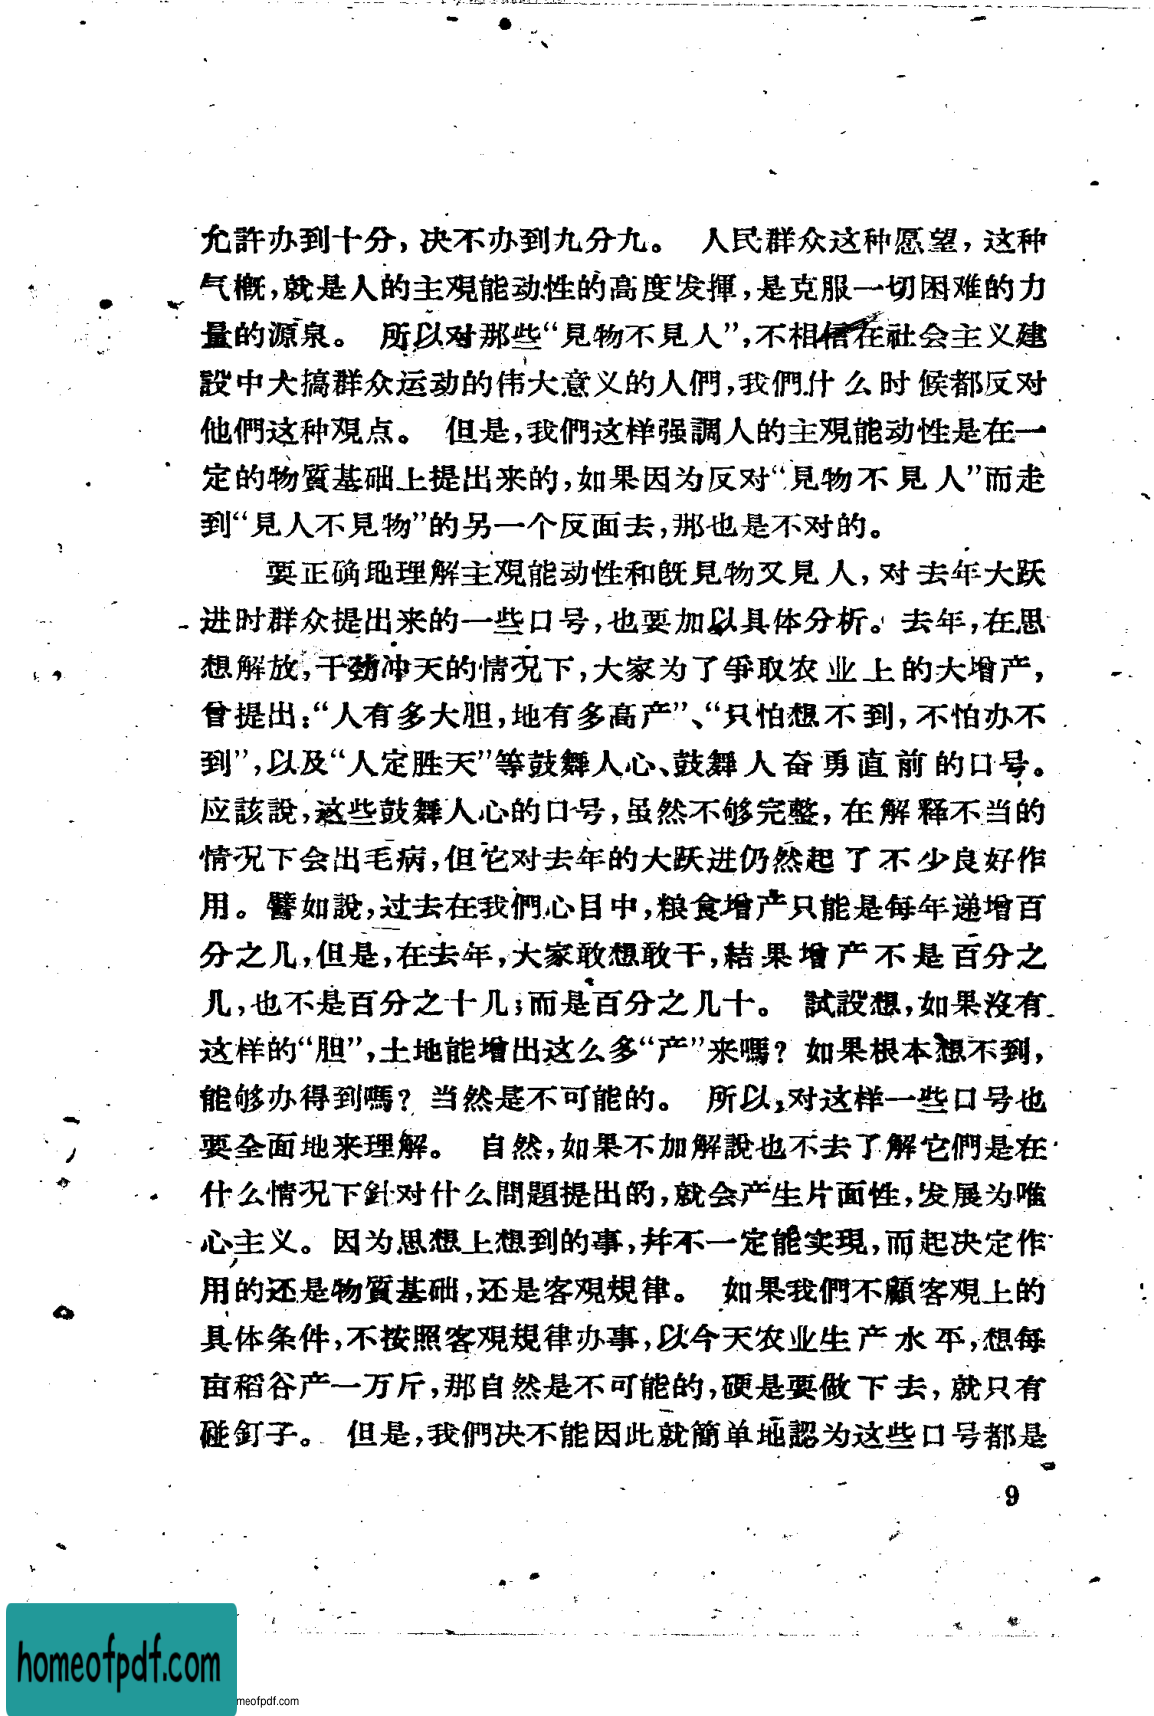 允許办到十分，决不办到九分九。 人民群众这种愿望，这种
气概，就是人的主观能动性的高度发揮，是克服一切困难的力
量的源泉。 所以对那些“見物不見人”，不相信在社会主义建
設中大搞群众运动的伟大意义的人們，我們什么时候都反对
他們这种观点。 但是，我們这样强調人的主观能动性是在一
定的物質基础上提出来的，如果因为反对“見物不見人”而走
到“見人不見物”的另一个反面去，那也是不对的。
要正确地理解主观能动性和既見物又見人，对去年大跃
进时群众提出来的一些口号，也要加以具体分析。去年，在思
想解放，干劲冲天的情况下，大家为了爭取农业上的大增产，
曾提出：“人有多大胆，地有多高产”、“只怕想不到，不怕办不
到”，以及“人定胜天”等鼓舞人心、鼓舞人奋勇直前的口号。
应該說，这些鼓舞人心的口号，虽然不够完整，在解释不当的
情况下会出毛病，但它对去年的大跃进仍然起了不少良好作
用。譬如說，过去在我們心目中，粮食增产只能是每年递增百
分之几，但是，在去年，大家敢想敢干，結果增产不是百分之
几，也不是百分之十几；而是百分之几十。 試設想，如果沒有
这样的“胆”，土地能增出这么多“产”来嗎？如果根本想不到，
能够办得到嗎？当然是不可能的。 所以，对这样一些口号也
要全面地来理解。 自然，如果不加解說也不去了解它們是在
什么情况下針对什么問題提出的，就会产生片面性，发展为唯
心主义。因为思想上想到的事，并不一定能实現，而起决定作
用的还是物質基础，还是客观規律。 如果我們不顧客观上的
具体条件，不按照客观規律办事，以今天农业生产水平，想每
亩稻谷产一万斤，那自然是不可能的，硬是要做下去，就只有
碰釘子。 但是，我們决不能因此就簡单地認为这些口号都是
9
homeofpdf.com
meofpdf.com